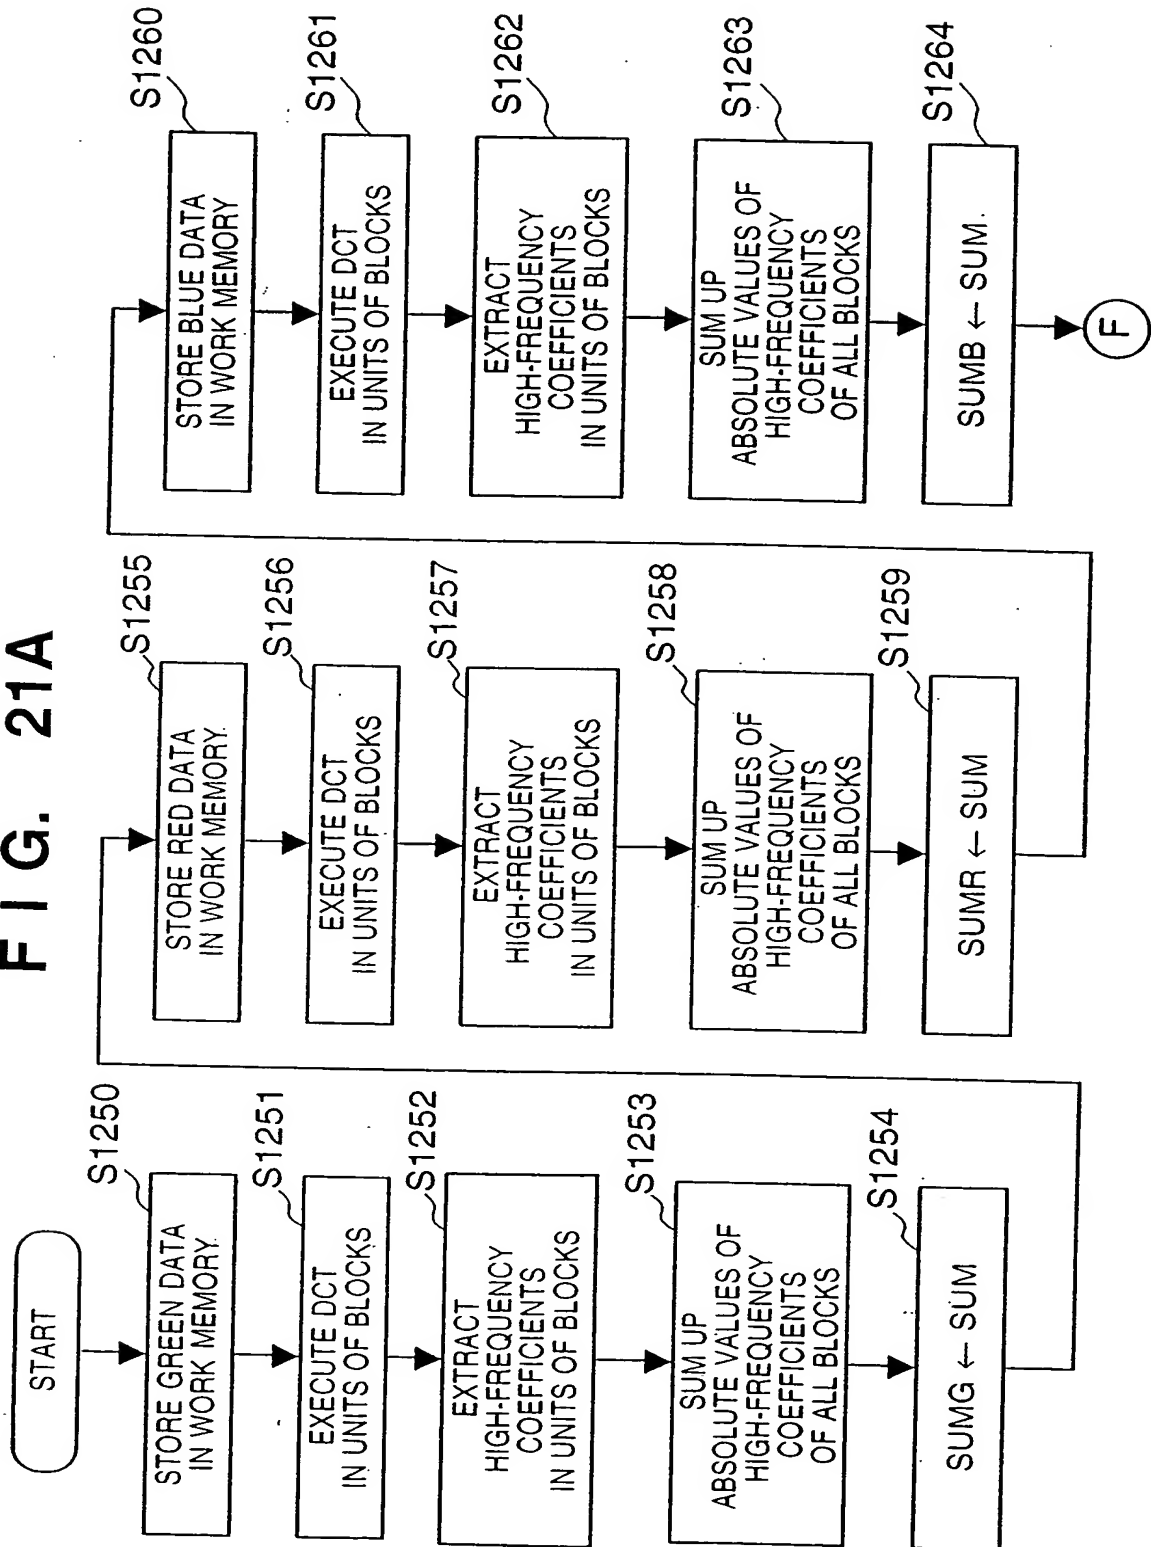 FIG. 21A
START
S1250
STORE GREEN DATA
IN WORK MEMORY
S1251
EXECUTE DCT
IN UNITS OF BLOCKS
S1252
EXTRACT
HIGH-FREQUENCY
COEFFICIENTS
IN UNITS OF BLOCKS
S1253
SUM UP
ABSOLUTE VALUES OF
HIGH-FREQUENCY
COEFFICIENTS
OF ALL BLOCKS
S1254
SUMG ← SUM
S1255
STORE RED DATA
IN WORK MEMORY
S1256
EXECUTE DCT
IN UNITS OF BLOCKS
S1257
EXTRACT
HIGH-FREQUENCY
COEFFICIENTS
IN UNITS OF BLOCKS
S1258
SUM UP
ABSOLUTE VALUES OF
HIGH-FREQUENCY
COEFFICIENTS
OF ALL BLOCKS
S1259
SUMR ← SUM
S1260
STORE BLUE DATA
IN WORK MEMORY
S1261
EXECUTE DCT
IN UNITS OF BLOCKS
S1262
EXTRACT
HIGH-FREQUENCY
COEFFICIENTS
IN UNITS OF BLOCKS
S1263
SUM UP
ABSOLUTE VALUES OF
HIGH-FREQUENCY
COEFFICIENTS
OF ALL BLOCKS
S1264
SUMB ← SUM
F